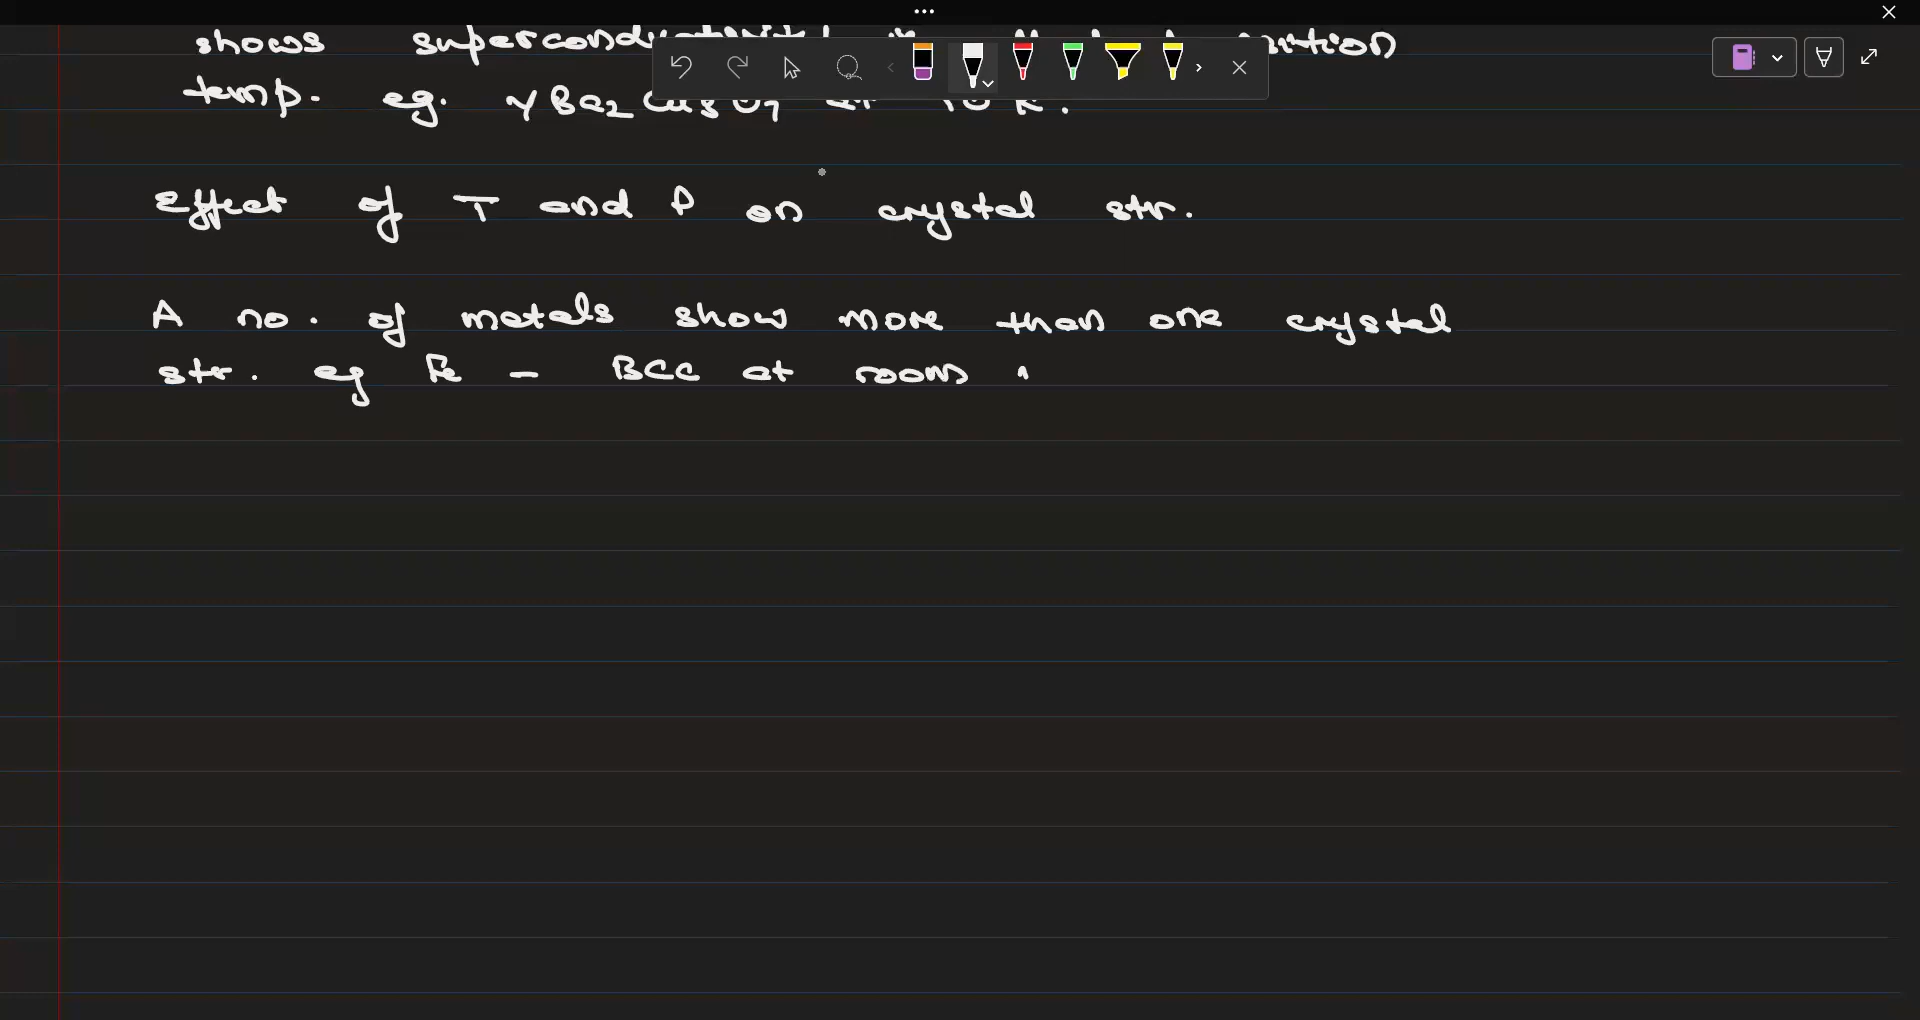 shows
temp. eg. YBa2Cu3O7
Effect of T and P on crystal str.
A no. of metals show more than one crystal
str. eg Fe - BCC at room